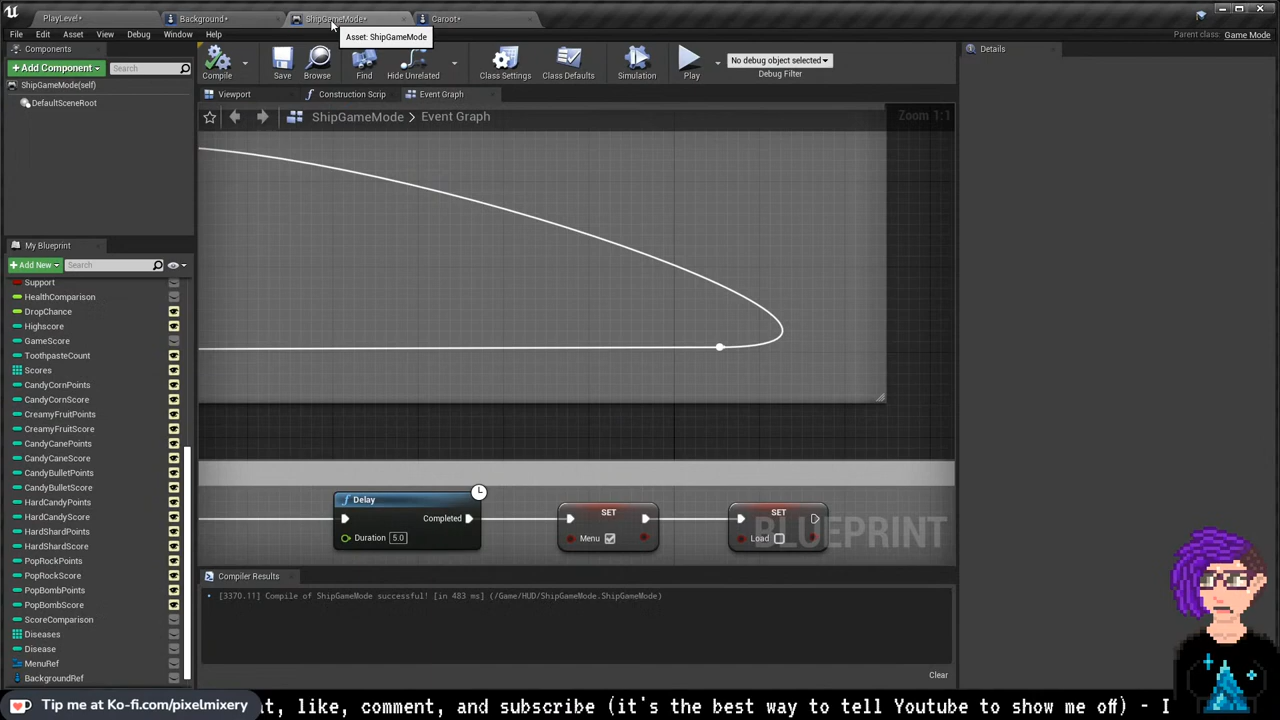 PlayLevel•
Background•
ShipGameMode•
Caroot•
File
Edit
Asset
View
Debug
Window
Help
Asset: ShipGameMode
Parent class: Game Mode
Components
+ Add Component
Search
ShipGameMode(self)
DefaultSceneRoot
Compile
Save
Browse
Find
Hide Unrelated
Class Settings
Class Defaults
Simulation
Play
No debug object selected
Debug Filter
Details
Viewport
Construction Scrip
Event Graph
ShipGameMode > Event Graph
Zoom 1:1
My Blueprint
+ Add New
Search
Support
HealthComparison
DropChance
Highscore
GameScore
ToothpasteCount
Scores
CandyCornPoints
CandyCornScore
CreamyFruitPoints
CreamyFruitScore
CandyCanePoints
CandyCaneScore
CandyBulletPoints
CandyBulletScore
HardCandyPoints
HardCandyScore
HardShardPoints
HardShardScore
PopRockPoints
PopRockScore
PopBombPoints
PopBombScore
ScoreComparison
Diseases
Disease
MenuRef
BackgroundRef
Delay
Completed
Duration 5.0
SET
Menu
SET
Load
BLUEPRINT
Compiler Results
[3370.11] Compile of ShipGameMode successful! [in 483 ms] (/Game/HUD/ShipGameMode.ShipGameMode)
Clear
Tip me at Ko-fi.com/pixelmixery
at, like, comment, and subscribe (it's the best way to tell Youtube to show me off) - I